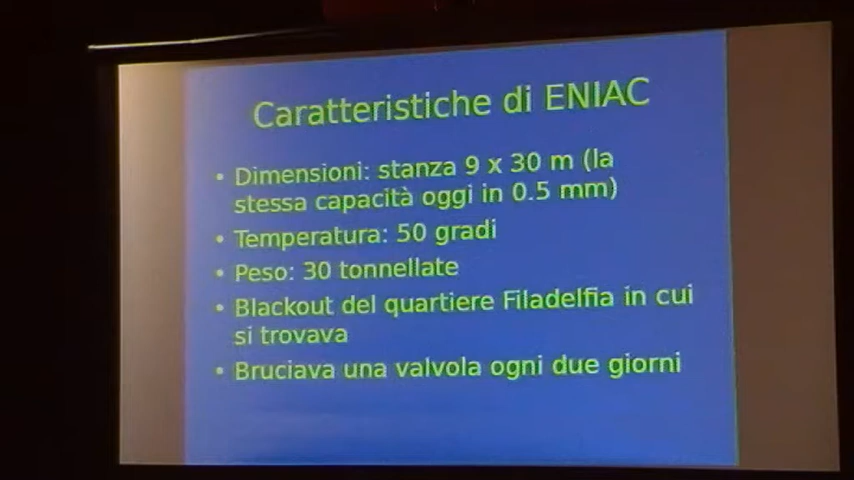 Caratteristiche di ENIAC
• Dimensioni: stanza 9 x 30 m (la
stessa capacità oggi in 0.5 mm)
• Temperatura: 50 gradi
• Peso: 30 tonnellate
• Blackout del quartiere Filadelfia in cui
si trovava
• Bruciava una valvola ogni due giorni